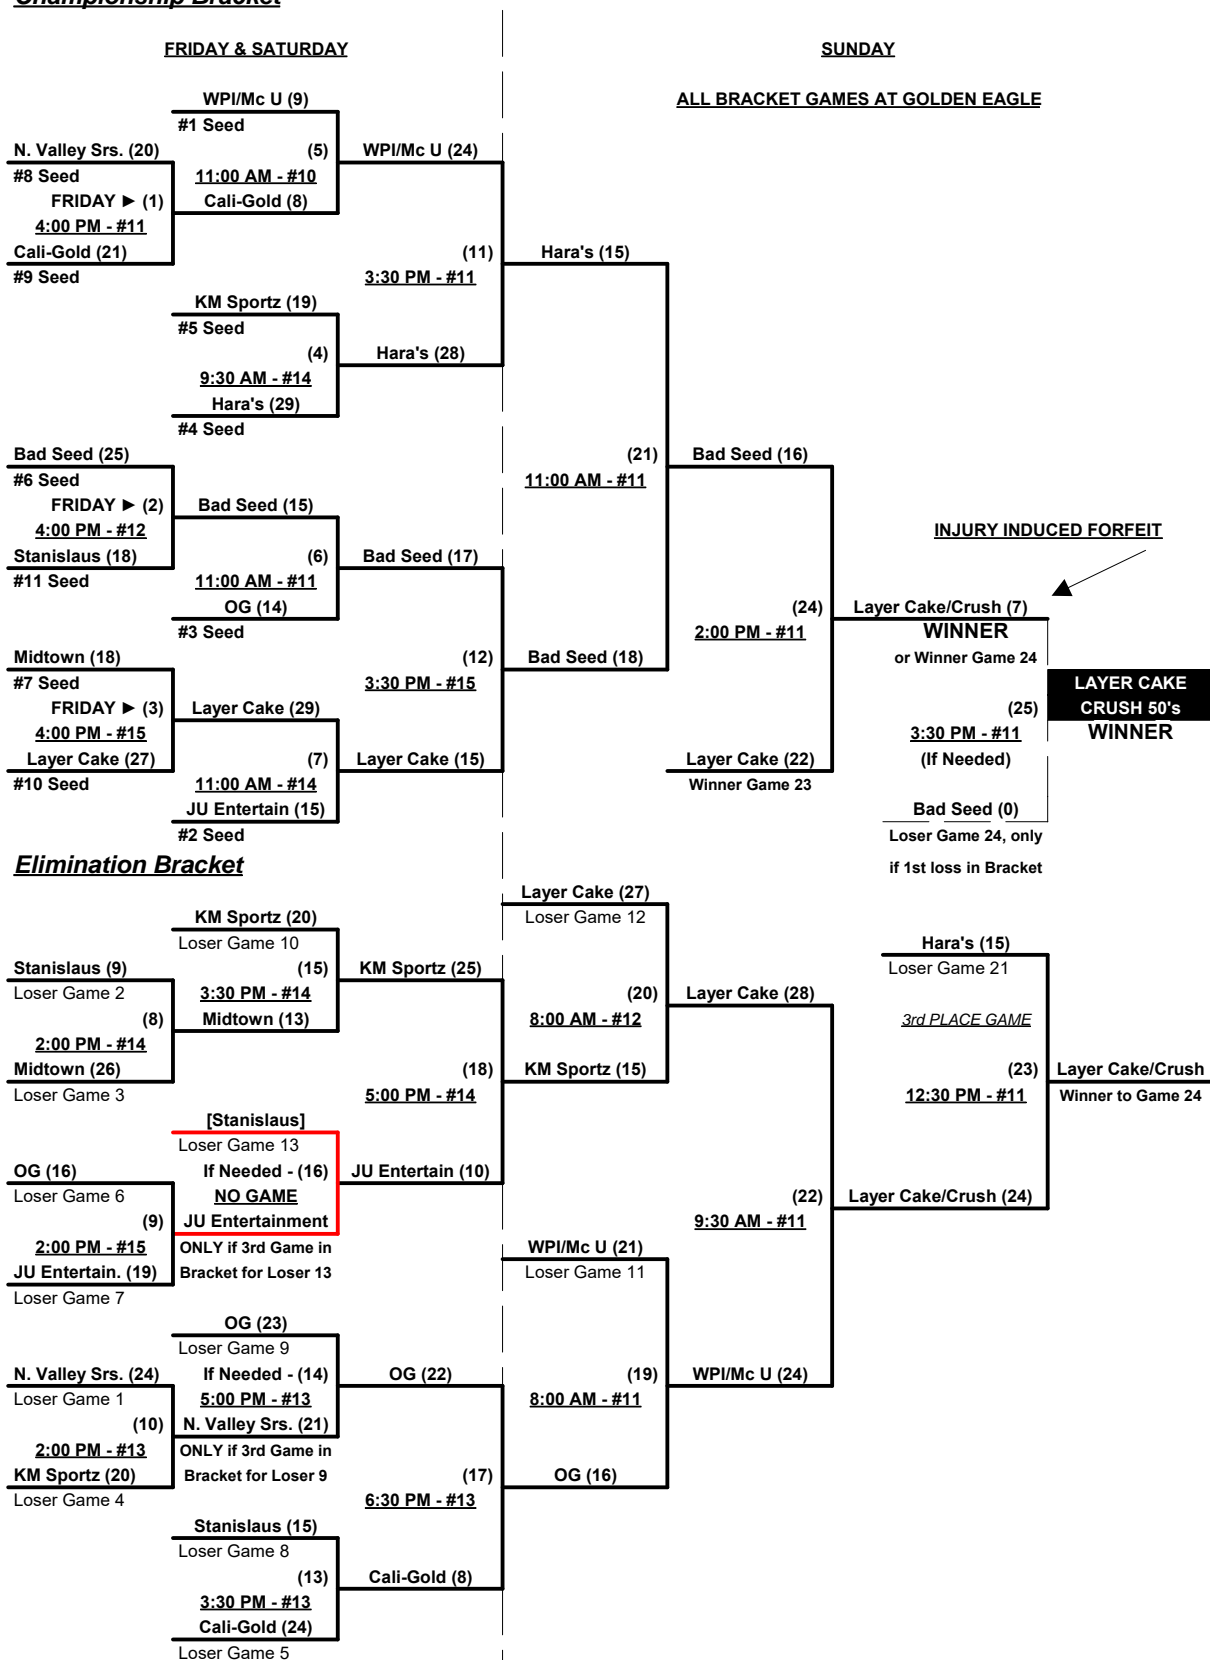 Championship Bracket
FRIDAY & SATURDAY
SUNDAY
WPI/Mc U (9)
ALL BRACKET GAMES AT GOLDEN EAGLE
#1 Seed
N. Valley Srs. (20)
(5)
WPI/Mc U (24)
#8 Seed
11:00 AM - #10
FRIDAY ► (1)
Cali-Gold (8)
4:00 PM - #11
Cali-Gold (21)
(11)
Hara's (15)
#9 Seed
3:30 PM - #11
KM Sportz (19)
#5 Seed
(4)
Hara's (28)
9:30 AM - #14
Hara's (29)
#4 Seed
Bad Seed (25)
(21)
Bad Seed (16)
#6 Seed
11:00 AM - #11
FRIDAY ► (2)
Bad Seed (15)
4:00 PM - #12
INJURY INDUCED FORFEIT
Stanislaus (18)
(6)
Bad Seed (17)
#11 Seed
11:00 AM - #11
OG (14)
(24)
Layer Cake/Crush (7)
#3 Seed
2:00 PM - #11
WINNER
Midtown (18)
(12)
Bad Seed (18)
or Winner Game 24
#7 Seed
3:30 PM - #15
LAYER CAKE
FRIDAY ► (3)
Layer Cake (29)
(25)
CRUSH 50's
4:00 PM - #15
3:30 PM - #11
WINNER
Layer Cake (27)
(7)
Layer Cake (15)
Layer Cake (22)
(If Needed)
#10 Seed
11:00 AM - #14
Winner Game 23
JU Entertain (15)
Bad Seed (0)
#2 Seed
Loser Game 24, only
Elimination Bracket
if 1st loss in Bracket
Layer Cake (27)
KM Sportz (20)
Loser Game 12
Loser Game 10
Hara's (15)
Stanislaus (9)
(15)
KM Sportz (25)
Loser Game 21
Loser Game 2
3:30 PM - #14
(20)
Layer Cake (28)
(8)
Midtown (13)
8:00 AM - #12
3rd PLACE GAME
2:00 PM - #14
Midtown (26)
(18)
KM Sportz (15)
(23)
Layer Cake/Crush
Loser Game 3
5:00 PM - #14
12:30 PM - #11
Winner to Game 24
[Stanislaus]
Loser Game 13
OG (16)
If Needed - (16)
JU Entertain (10)
Loser Game 6
NO GAME
(22)
Layer Cake/Crush (24)
(9)
JU Entertainment
9:30 AM - #11
2:00 PM - #15
ONLY if 3rd Game in
WPI/Mc U (21)
JU Entertain. (19)
Bracket for Loser 13
Loser Game 11
Loser Game 7
OG (23)
Loser Game 9
N. Valley Srs. (24)
If Needed - (14)
OG (22)
(19)
WPI/Mc U (24)
Loser Game 1
5:00 PM - #13
8:00 AM - #11
(10)
N. Valley Srs. (21)
2:00 PM - #13
ONLY if 3rd Game in
KM Sportz (20)
Bracket for Loser 9
(17)
OG (16)
Loser Game 4
6:30 PM - #13
Stanislaus (15)
Loser Game 8
(13)
Cali-Gold (8)
3:30 PM - #13
Cali-Gold (24)
Loser Game 5